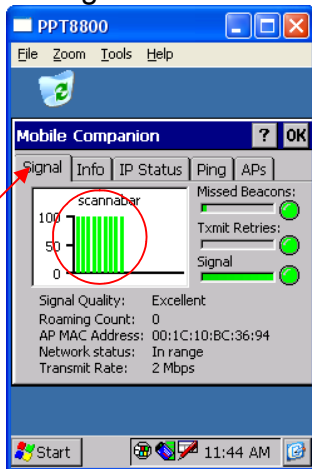 PPT8800
File Zoom Tools Help
Mobile Companion ? OK
Signal Info IP Status Ping APs
scannabar
100
50
0
Missed Beacons:
Txmit Retries:
Signal
Signal Quality: Excellent
Roaming Count: 0
AP MAC Address: 00:1C:10:BC:36:94
Network status: In range
Transmit Rate: 2 Mbps
Start 11:44 AM